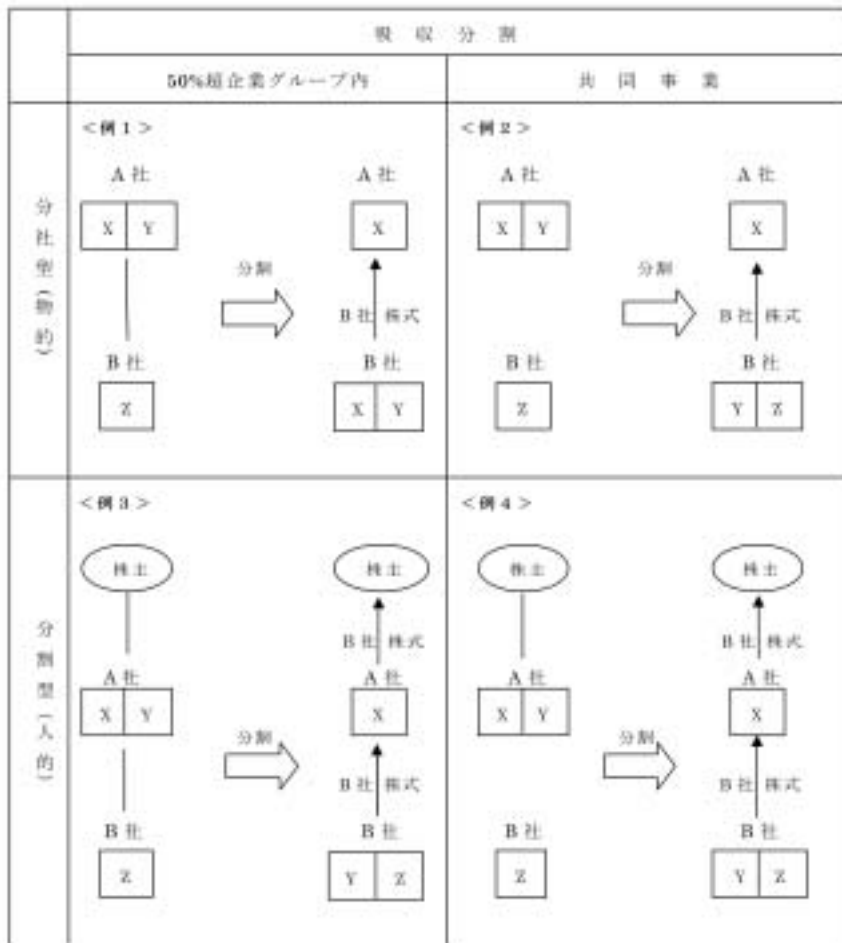 吸収分割
50%超企業グループ内
共同事業
分社型(物的)
<例1>
A社
A社
X Y
X
分割
B社 株式
B社
B社
Z
X Y
<例2>
A社
A社
X Y
X
分割
B社 株式
B社
B社
Z
Y Z
分割型(人的)
<例3>
株主
株主
B社 株式
A社
A社
X Y
X
分割
B社 株式
B社
B社
Z
Y Z
<例4>
株主
株主
B社 株式
A社
A社
X Y
X
分割
B社 株式
B社
B社
Z
Y Z